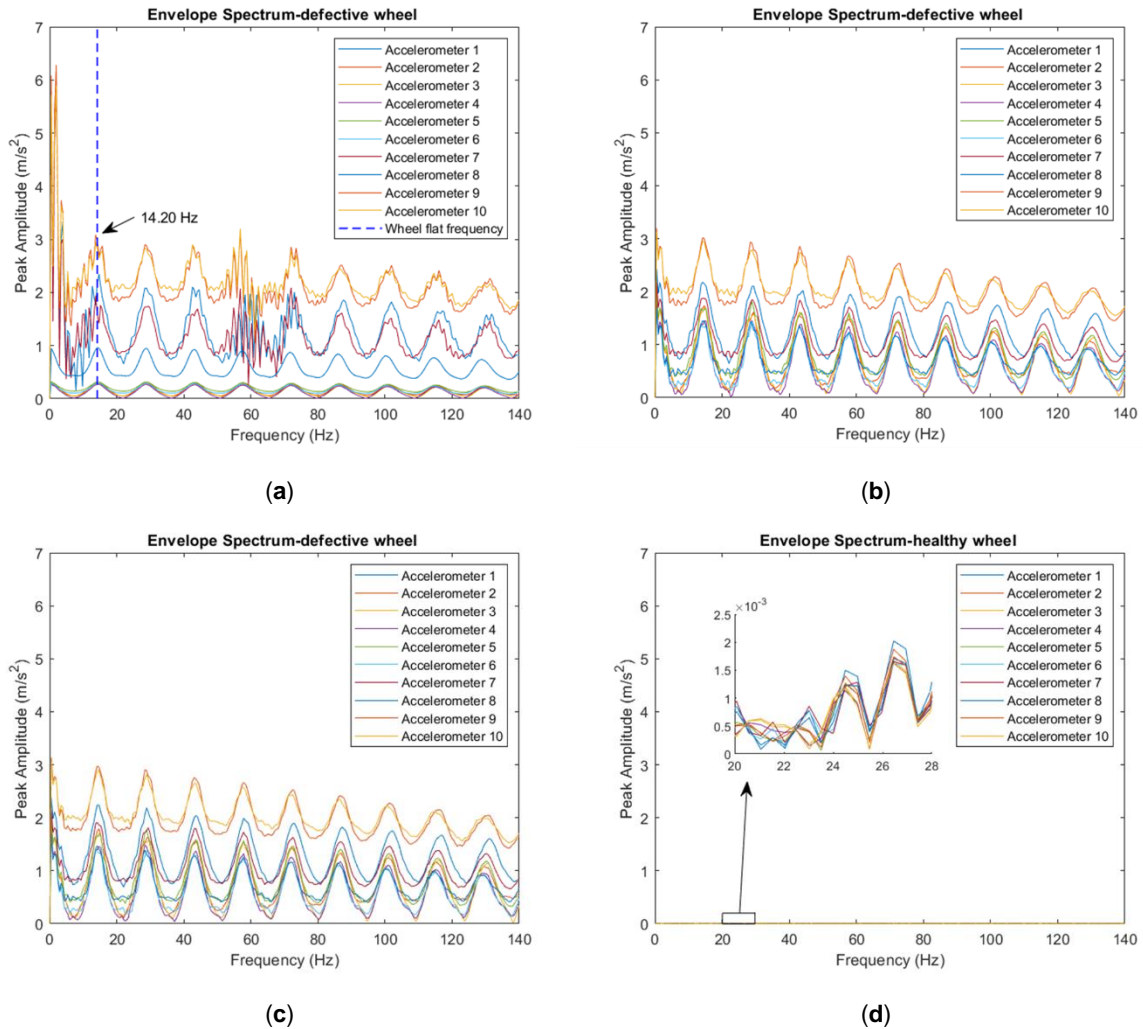 Envelope Spectrum-defective wheel
7
6
5
4
3
2
1
0
Peak Amplitude (m/s²)
Accelerometer 1
Accelerometer 2
Accelerometer 3
Accelerometer 4
Accelerometer 5
Accelerometer 6
Accelerometer 7
Accelerometer 8
Accelerometer 9
Accelerometer 10
Wheel flat frequency
14.20 Hz
0 20 40 60 80 100 120 140
Frequency (Hz)
(a)
Envelope Spectrum-defective wheel
7
6
5
4
3
2
1
0
Peak Amplitude (m/s²)
Accelerometer 1
Accelerometer 2
Accelerometer 3
Accelerometer 4
Accelerometer 5
Accelerometer 6
Accelerometer 7
Accelerometer 8
Accelerometer 9
Accelerometer 10
0 20 40 60 80 100 120 140
Frequency (Hz)
(b)
Envelope Spectrum-defective wheel
7
6
5
4
3
2
1
0
Peak Amplitude (m/s²)
Accelerometer 1
Accelerometer 2
Accelerometer 3
Accelerometer 4
Accelerometer 5
Accelerometer 6
Accelerometer 7
Accelerometer 8
Accelerometer 9
Accelerometer 10
0 20 40 60 80 100 120 140
Frequency (Hz)
(c)
Envelope Spectrum-healthy wheel
7
6
5
4
3
2
1
0
Peak Amplitude (m/s²)
×10⁻³
2.5
2
1.5
1
0.5
0
20 22 24 26 28
Accelerometer 1
Accelerometer 2
Accelerometer 3
Accelerometer 4
Accelerometer 5
Accelerometer 6
Accelerometer 7
Accelerometer 8
Accelerometer 9
Accelerometer 10
0 20 40 60 80 100 120 140
Frequency (Hz)
(d)